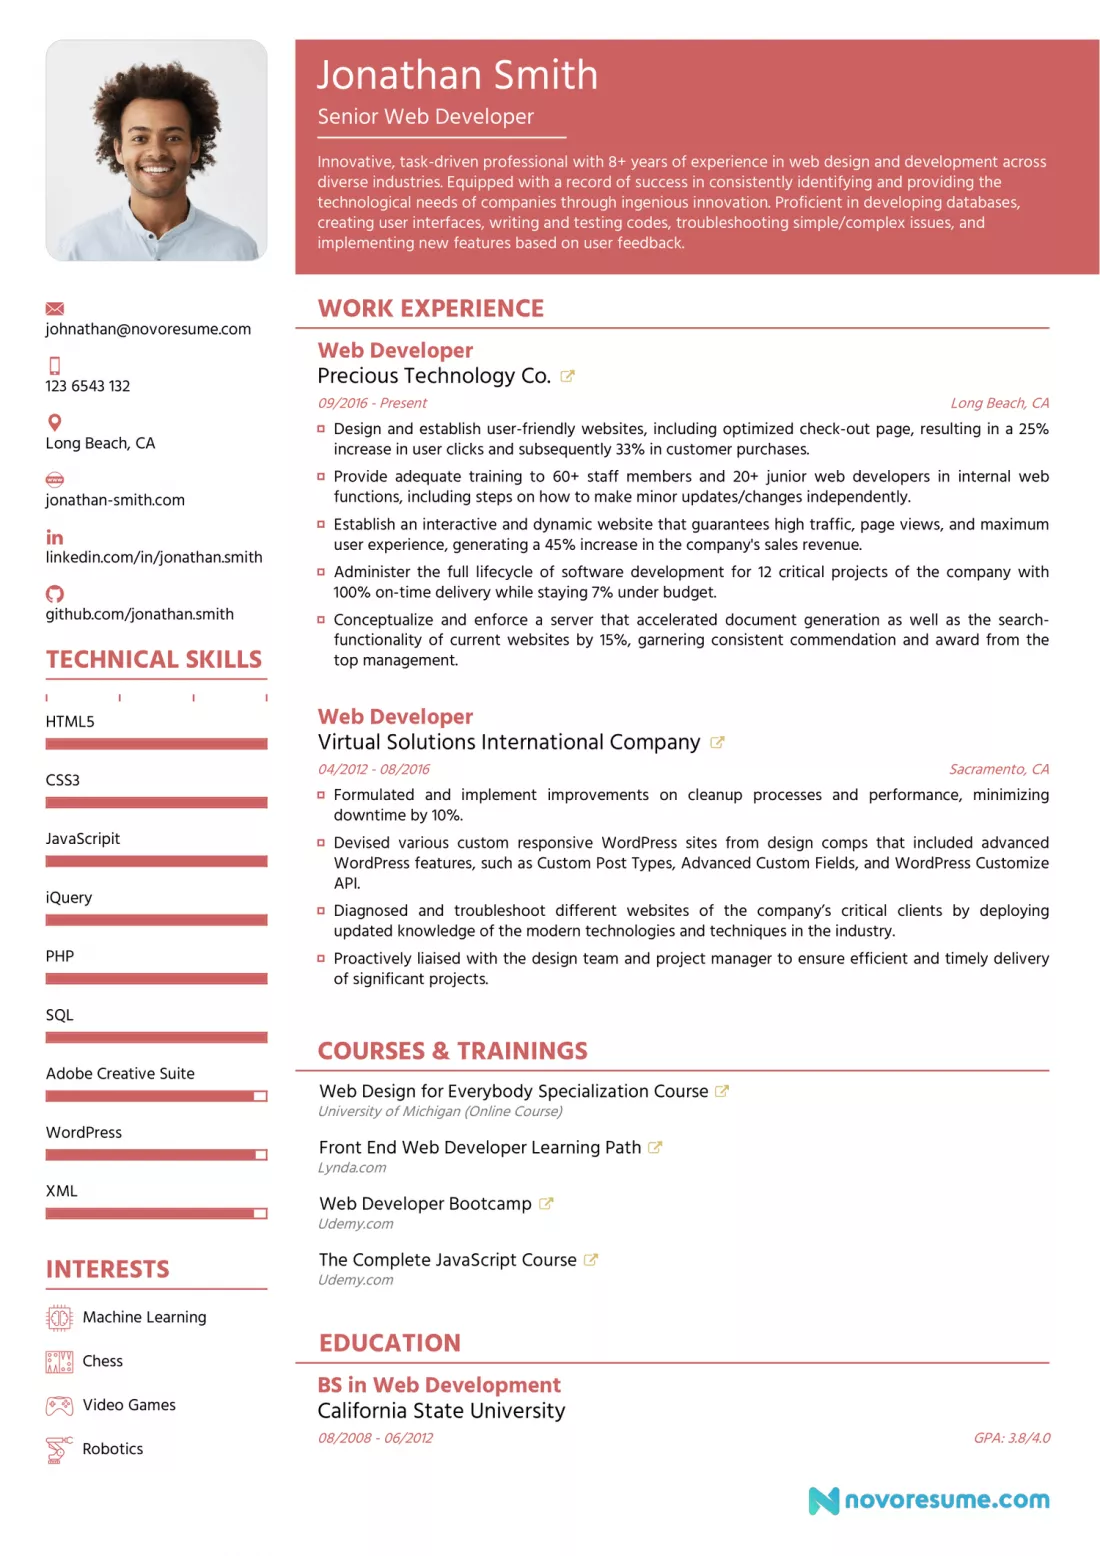 Jonathan Smith
Senior Web Developer
Innovative, task-driven professional with 8+ years of experience in web design and development across
diverse industries. Equipped with a record of success in consistently identifying and providing the
technological needs of companies through ingenious innovation. Proficient in developing databases,
creating user interfaces, writing and testing codes, troubleshooting simple/complex issues, and
implementing new features based on user feedback.
johnathan@novoresume.com
123 6543 132
Long Beach, CA
www
jonathan-smith.com
in
linkedin.com/in/jonathan.smith
github.com/jonathan.smith
TECHNICAL SKILLS
HTML5
CSS3
JavaScripit
iQuery
PHP
SQL
Adobe Creative Suite
WordPress
XML
INTERESTS
Machine Learning
Chess
Video Games
Robotics
WORK EXPERIENCE
Web Developer
Precious Technology Co.
09/2016 - Present
Long Beach, CA
Design and establish user-friendly websites, including optimized check-out page, resulting in a 25%
increase in user clicks and subsequently 33% in customer purchases.
Provide adequate training to 60+ staff members and 20+ junior web developers in internal web
functions, including steps on how to make minor updates/changes independently.
Establish an interactive and dynamic website that guarantees high traffic, page views, and maximum
user experience, generating a 45% increase in the company's sales revenue.
Administer the full lifecycle of software development for 12 critical projects of the company with
100% on-time delivery while staying 7% under budget.
Conceptualize and enforce a server that accelerated document generation as well as the search-
functionality of current websites by 15%, garnering consistent commendation and award from the
top management.
Web Developer
Virtual Solutions International Company
04/2012 - 08/2016
Sacramento, CA
Formulated and implement improvements on cleanup processes and performance, minimizing
downtime by 10%.
Devised various custom responsive WordPress sites from design comps that included advanced
WordPress features, such as Custom Post Types, Advanced Custom Fields, and WordPress Customize
API.
Diagnosed and troubleshoot different websites of the company’s critical clients by deploying
updated knowledge of the modern technologies and techniques in the industry.
Proactively liaised with the design team and project manager to ensure efficient and timely delivery
of significant projects.
COURSES & TRAININGS
Web Design for Everybody Specialization Course
University of Michigan (Online Course)
Front End Web Developer Learning Path
Lynda.com
Web Developer Bootcamp
Udemy.com
The Complete JavaScript Course
Udemy.com
EDUCATION
BS in Web Development
California State University
08/2008 - 06/2012
GPA: 3.8/4.0
novoresume.com